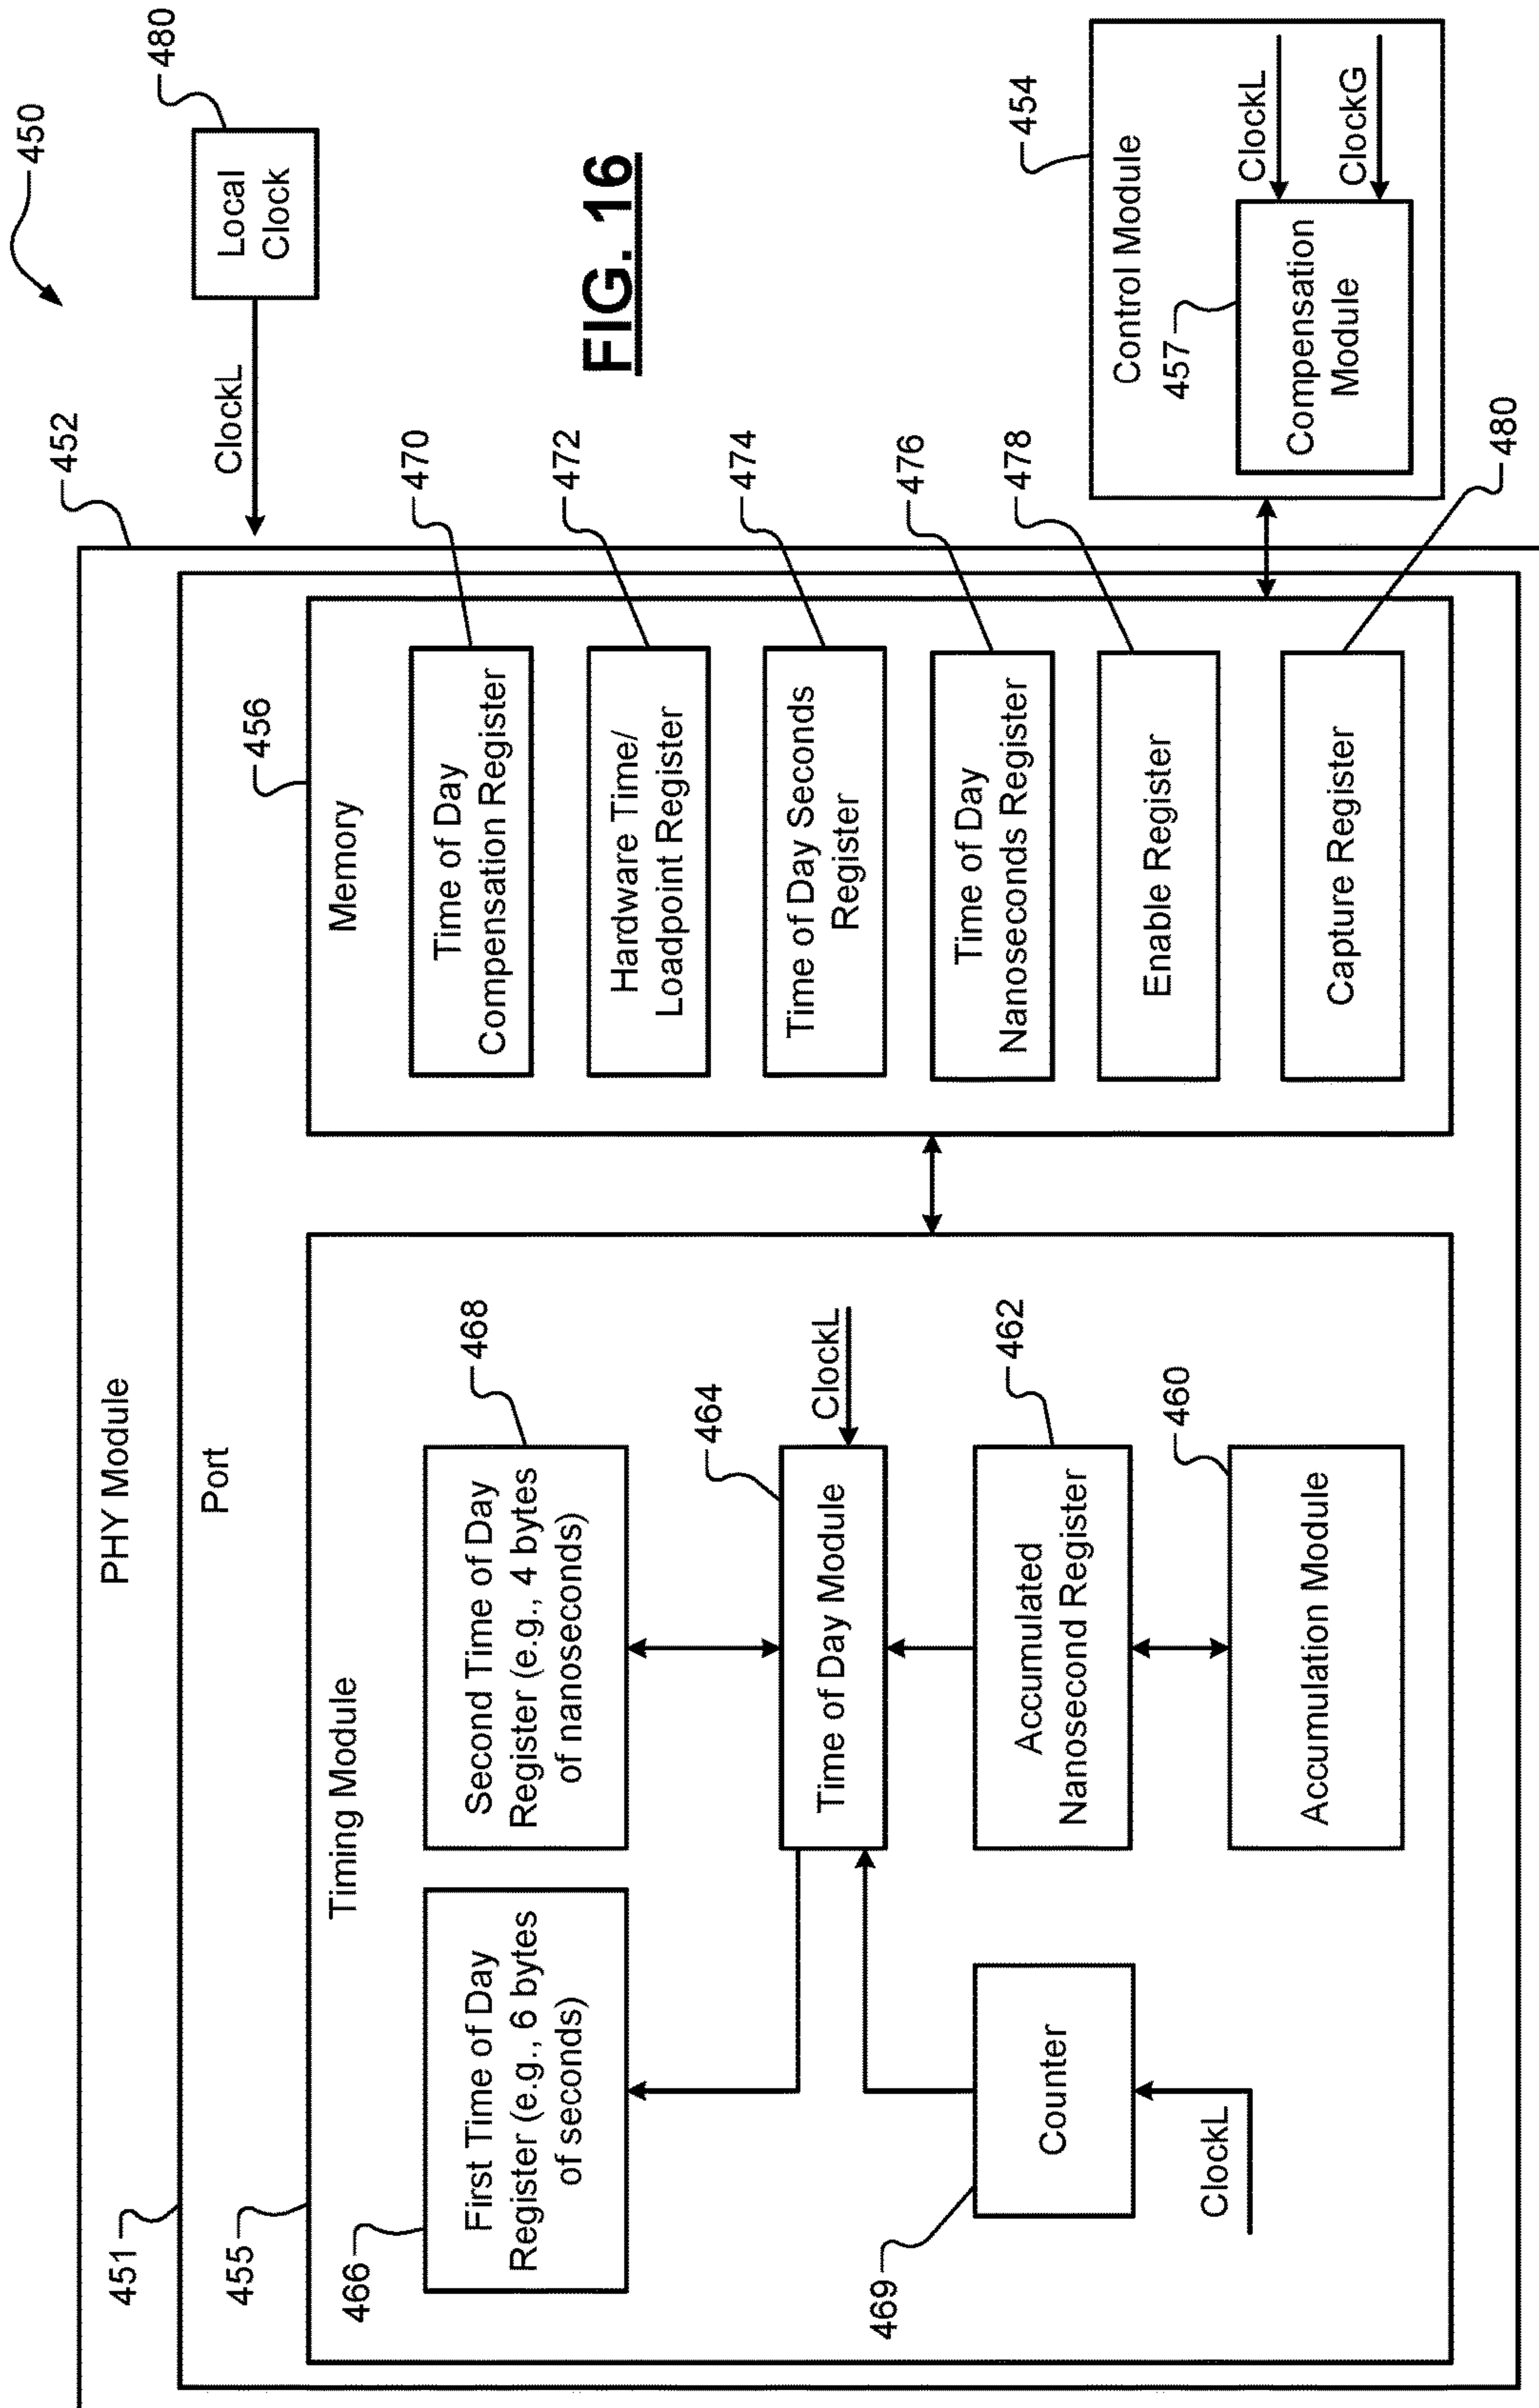 450
452
PHY Module
451
Port
455
Timing Module
466
First Time of Day
Register (e.g., 6 bytes
of seconds)
468
Second Time of Day
Register (e.g., 4 bytes
of nanoseconds)
464
Time of Day Module
ClockL
469
Counter
ClockL
462
Accumulated
Nanosecond Register
460
Accumulation Module
456
Memory
470
Time of Day
Compensation Register
472
Hardware Time/
Loadpoint Register
474
Time of Day Seconds
Register
476
Time of Day
Nanoseconds Register
478
Enable Register
480
Capture Register
ClockL
480
Local
Clock
FIG. 16
454
Control Module
457
Compensation
Module
ClockL
ClockG